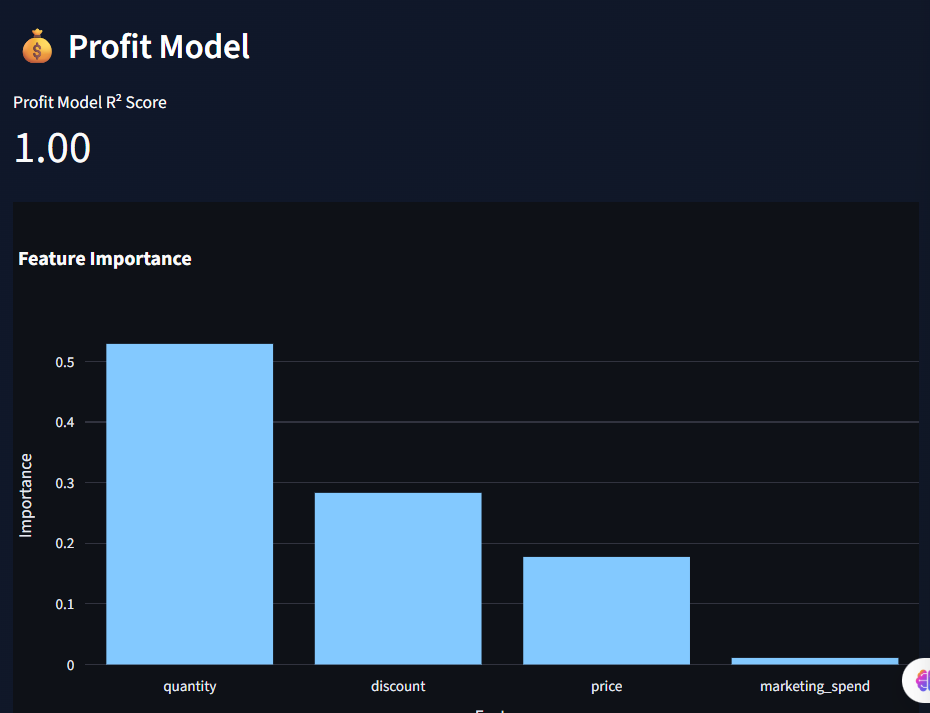 💰 Profit Model
Profit Model R² Score
1.00
Feature Importance
Importance
0.5
0.4
0.3
0.2
0.1
0
quantity
discount
price
marketing_spend